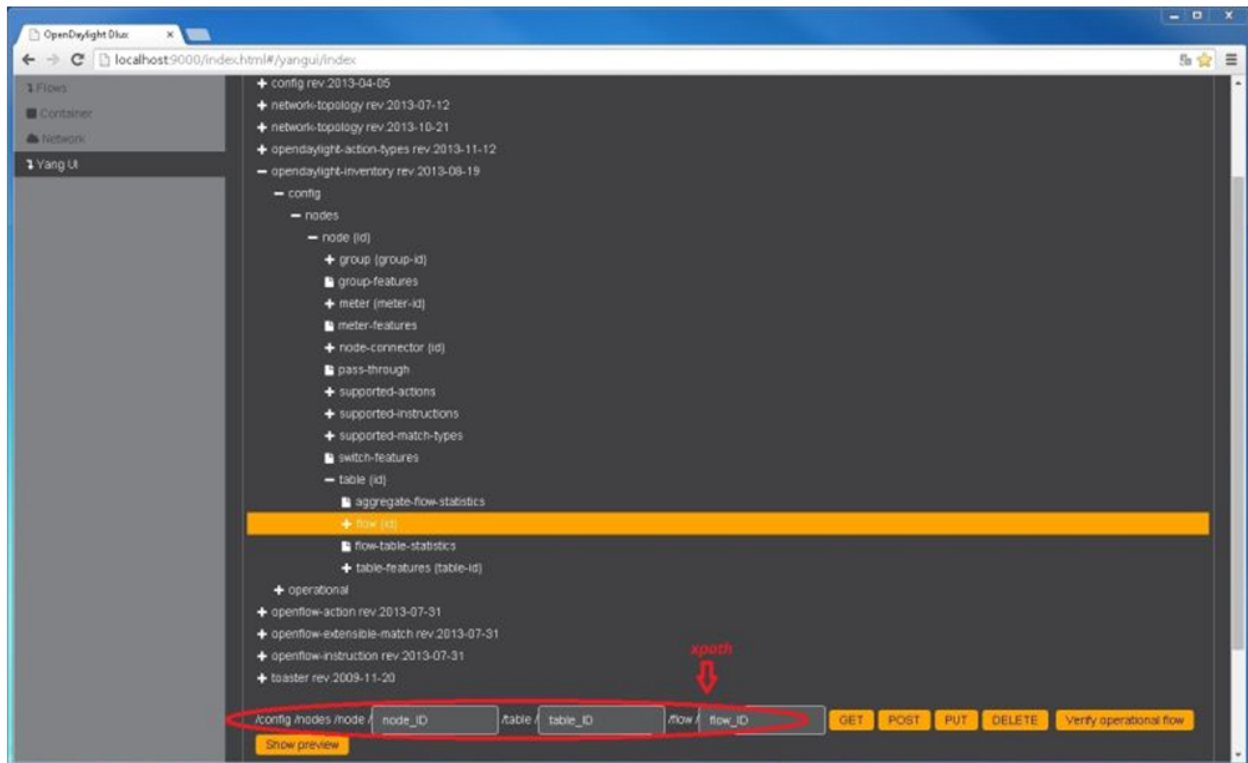 OpenDaylight Dlux
localhost:9000/index.html#/yangui/index
Flows
Container
Network
Yang UI
config rev.2013-04-05
network-topology rev.2013-07-12
network-topology rev.2013-10-21
opendaylight-action-types rev.2013-11-12
opendaylight-inventory rev.2013-08-19
config
nodes
node (id)
group (group-id)
group-features
meter (meter-id)
meter-features
node-connector (id)
pass-through
supported-actions
supported-instructions
supported-match-types
switch-features
table (id)
aggregate-flow-statistics
flow (id)
flow-table-statistics
table-features (table-id)
operational
openflow-action rev.2013-07-31
openflow-extensible-match rev.2013-07-31
openflow-instruction rev.2013-07-31
toaster rev.2009-11-20
xpath
/config /nodes /node / node_ID /table / table_ID /flow / flow_ID GET POST PUT DELETE Verify operational flow
Show preview